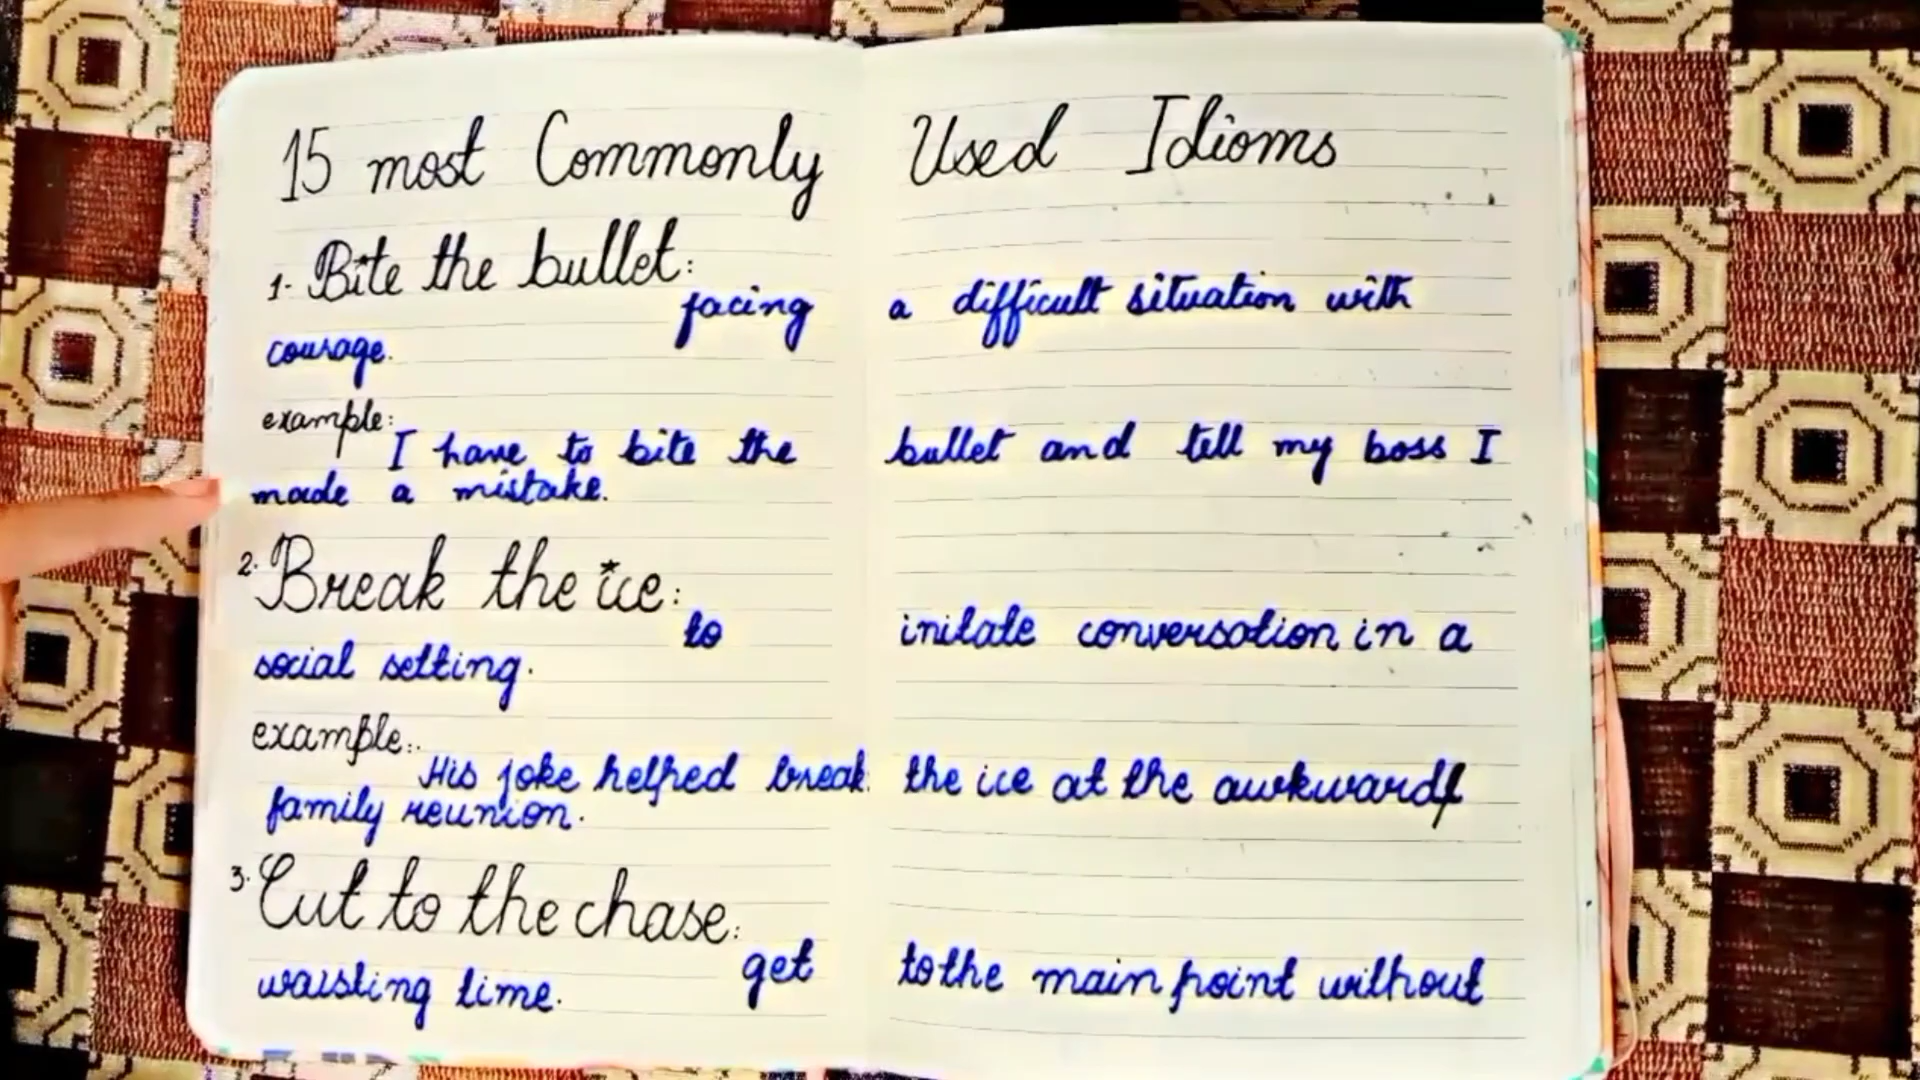 15 most Commonly Used Idioms
1. Bite the bullet:
facing a difficult situation with
courage.
example:
I have to bite the bullet and tell my boss I
made a mistake.
2. Break the ice:
to initate conversation in a
social setting.
example:
His joke helped break the ice at the awkward
family reunion.
3. Cut to the chase:
get to the main point without
waisting time.